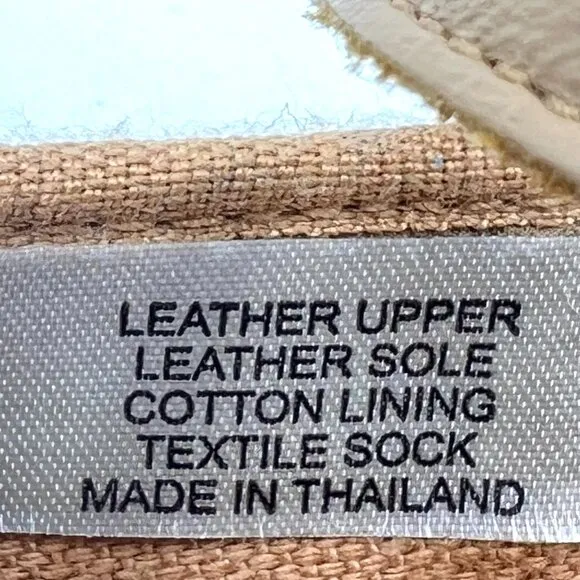 LEATHER UPPER
LEATHER SOLE
COTTON LINING
TEXTILE SOCK
MADE IN THAILAND